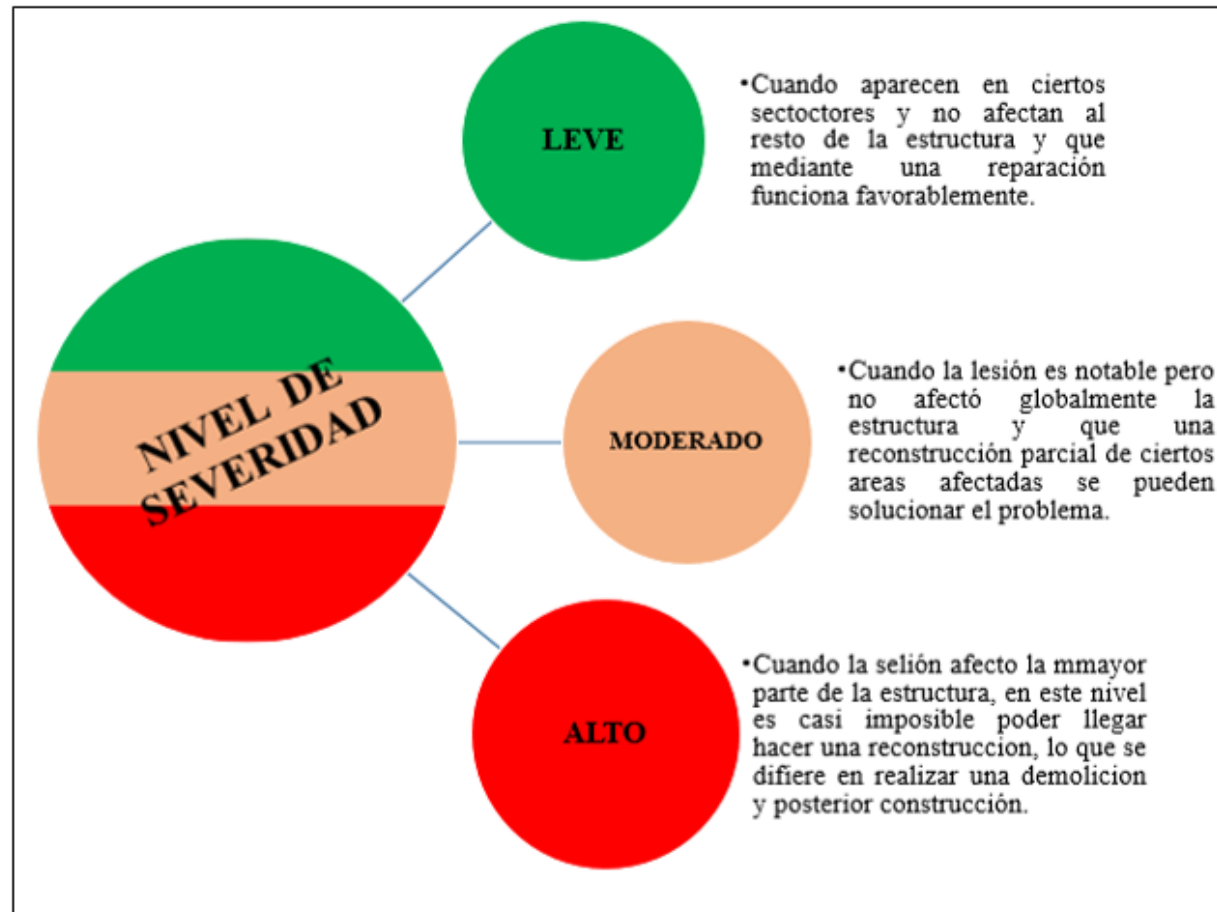 LEVE
•Cuando aparecen en ciertos
sectoctores y no afectan al
resto de la estructura y que
mediante una reparación
funciona favorablemente.
NIVEL DE
SEVERIDAD
MODERADO
•Cuando la lesión es notable pero
no afectó globalmente la
estructura y que una
reconstrucción parcial de ciertos
areas afectadas se pueden
solucionar el problema.
ALTO
•Cuando la selión afecto la mmayor
parte de la estructura, en este nivel
es casi imposible poder llegar
hacer una reconstruccion, lo que se
difiere en realizar una demolicion
y posterior construcción.